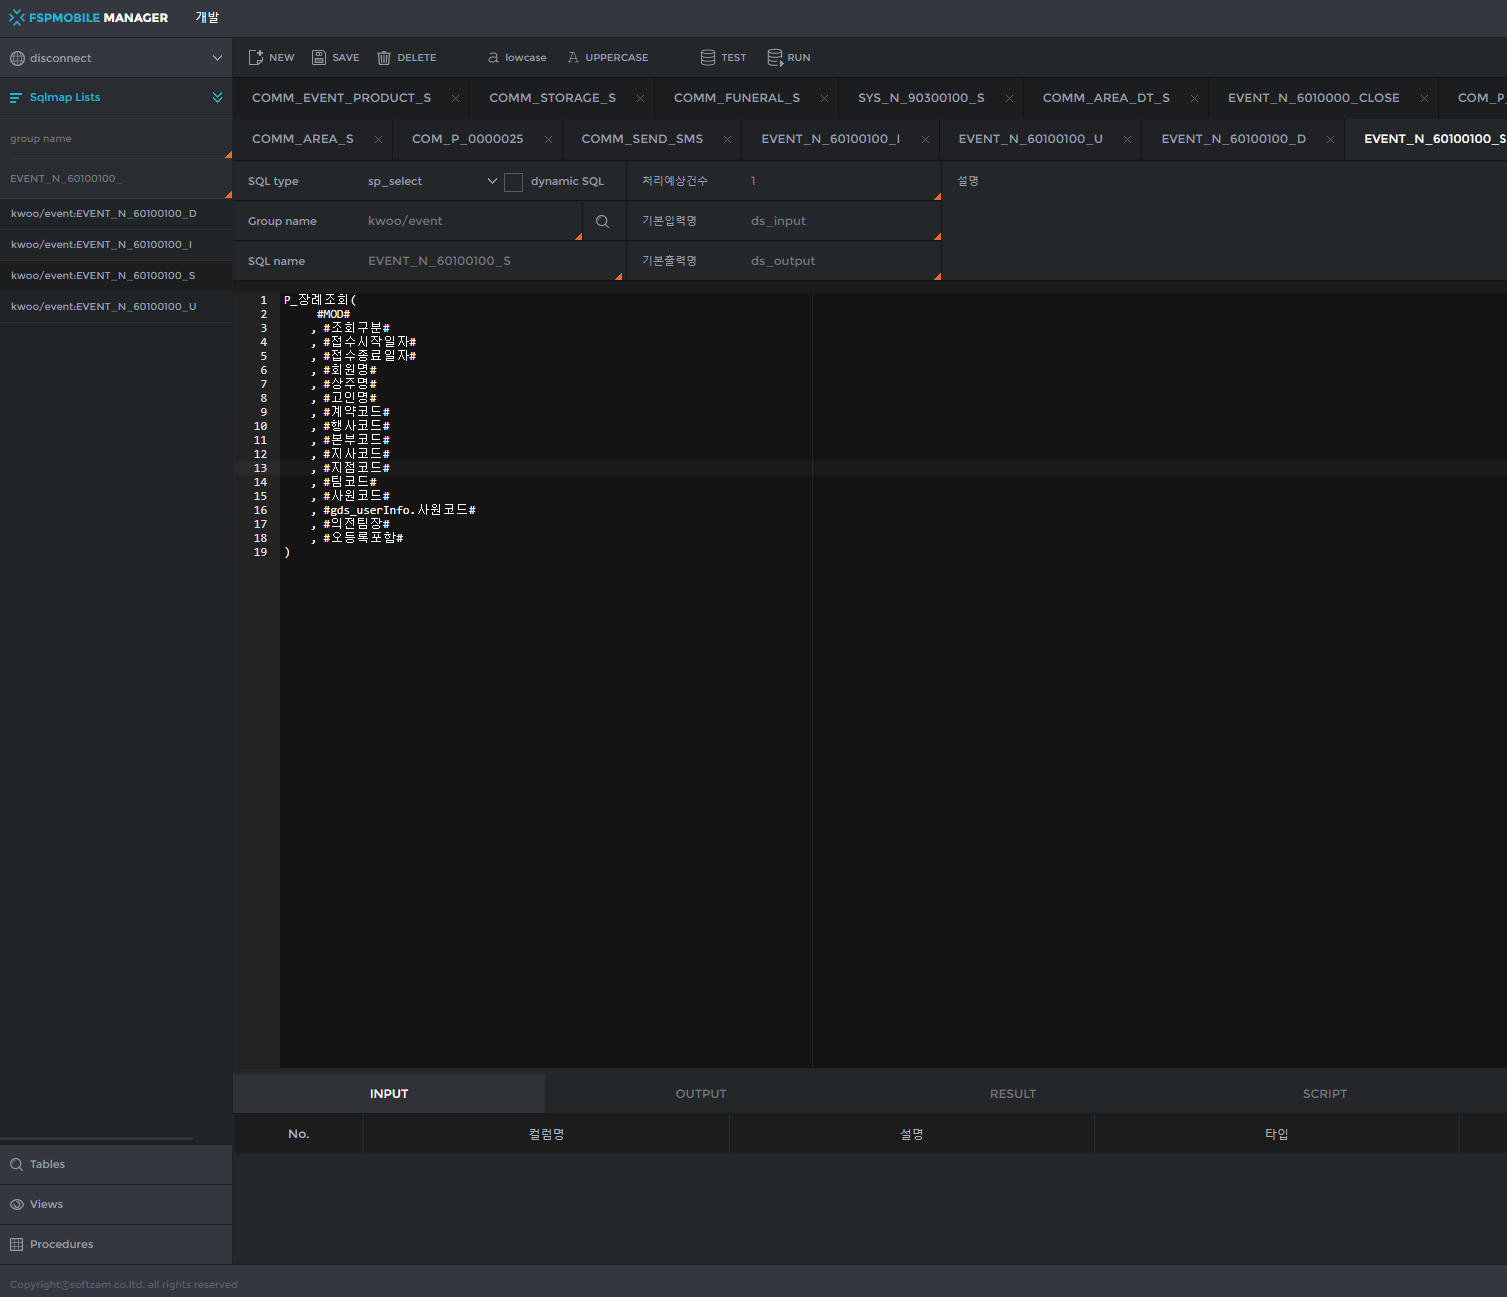 FSPMOBILE MANAGER 개발
disconnect
NEW SAVE DELETE a lowcase A UPPERCASE TEST RUN
Sqlmap Lists
COMM_EVENT_PRODUCT_S COMM_STORAGE_S COMM_FUNERAL_S SYS_N_90300100_S COMM_AREA_DT_S EVENT_N_6010000_CLOSE COM_P_
COMM_AREA_S COM_P_0000025 COMM_SEND_SMS EVENT_N_60100100_I EVENT_N_60100100_U EVENT_N_60100100_D EVENT_N_60100100_S
group name
EVENT_N_60100100_
kwoo/event:EVENT_N_60100100_D
kwoo/event:EVENT_N_60100100_I
kwoo/event:EVENT_N_60100100_S
kwoo/event:EVENT_N_60100100_U
SQL type sp_select dynamic SQL 처리예상건수 1 설명
Group name kwoo/event 기본입력명 ds_input
SQL name EVENT_N_60100100_S 기본출력명 ds_output
1 P_장례조회(
2 #MOD#
3 , #조회구분#
4 , #접수시작일자#
5 , #접수종료일자#
6 , #회원명#
7 , #상주명#
8 , #고인명#
9 , #계약코드#
10 , #행사코드#
11 , #본부코드#
12 , #지사코드#
13 , #지점코드#
14 , #팀코드#
15 , #사원코드#
16 , #gds_userInfo.사원코드#
17 , #의전팀장#
18 , #오등록포함#
19 )
INPUT OUTPUT RESULT SCRIPT
No. 컬럼명 설명 타입
Tables
Views
Procedures
Copyright©softzam co.ltd. all rights reserved